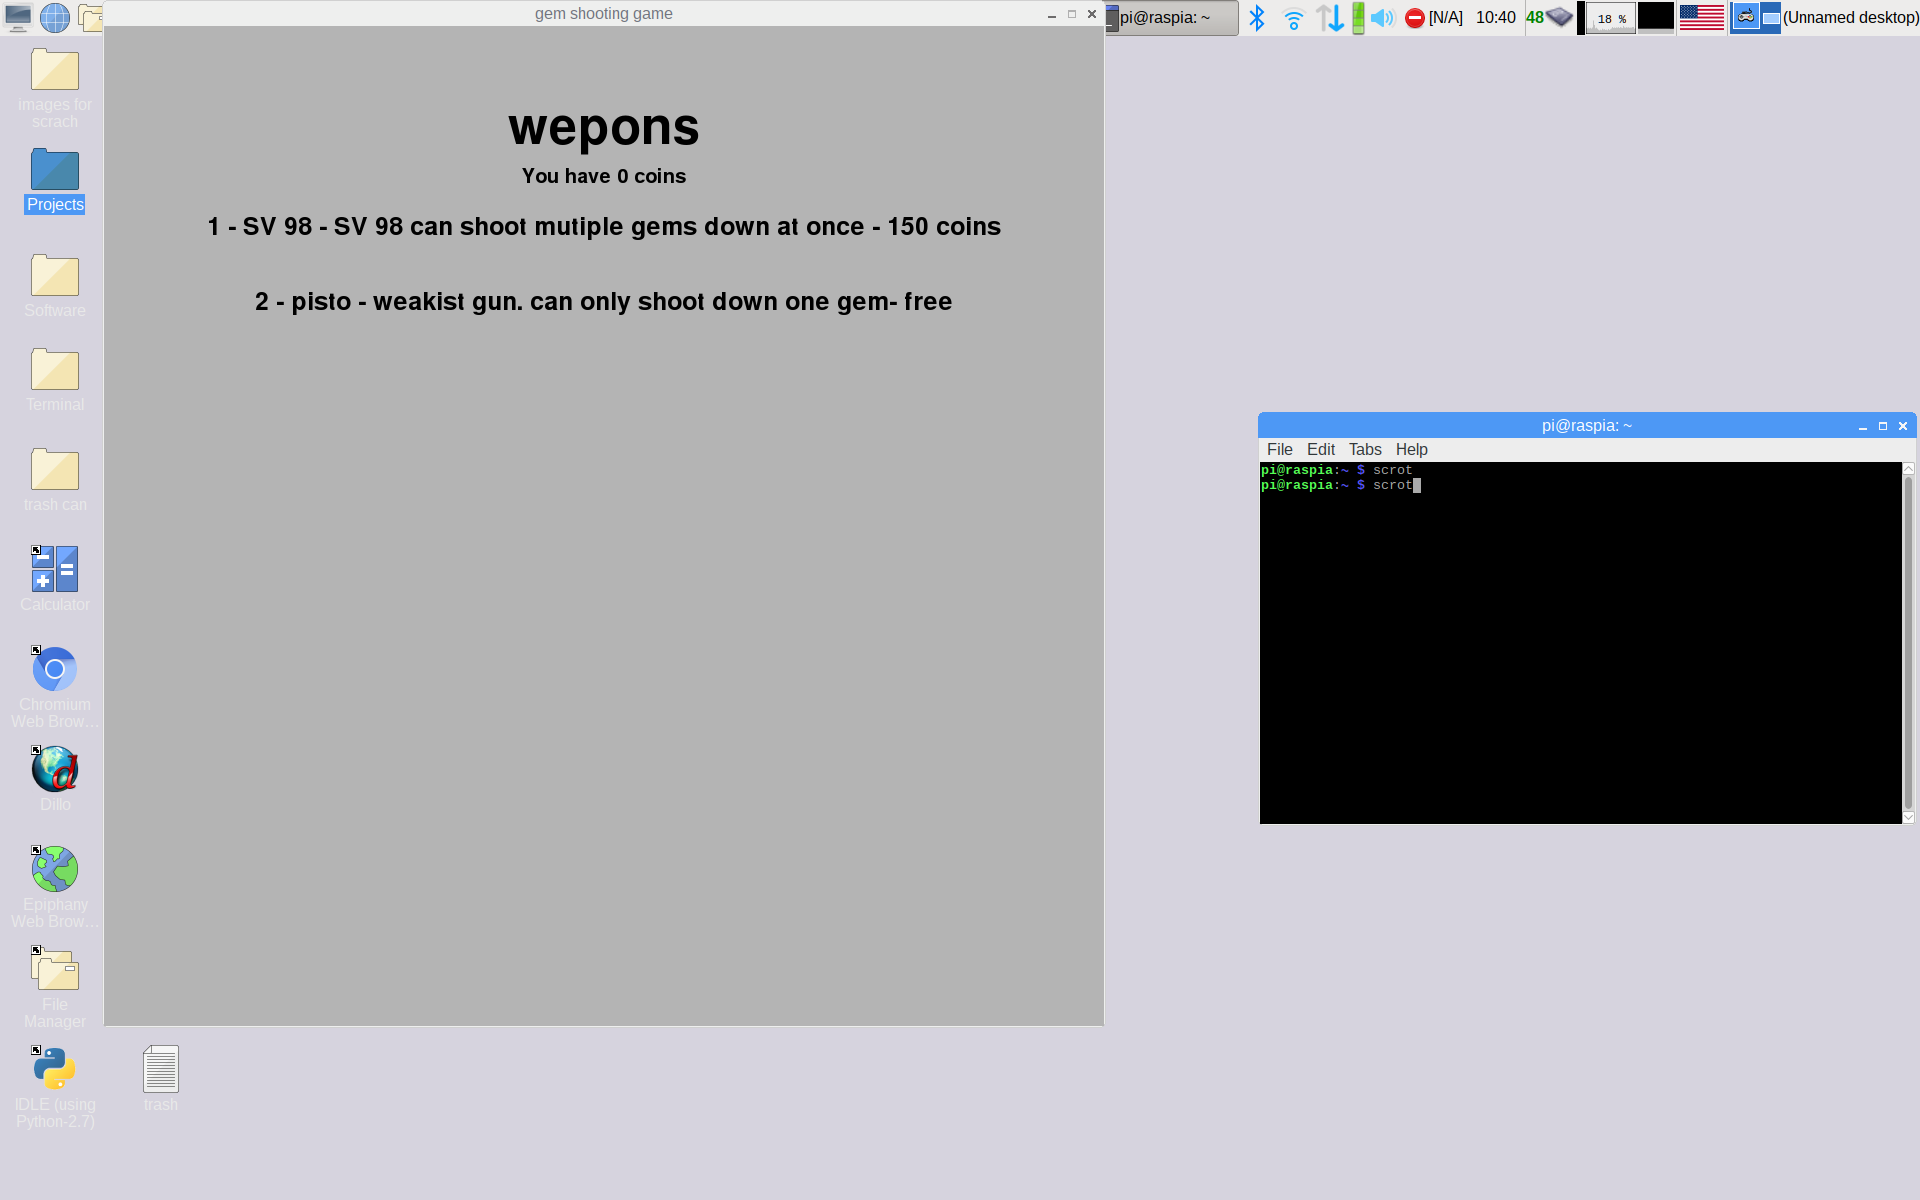 gem shooting game
pi@raspia: ~
[N/A]
10:40
48
18 %
(Unnamed desktop)
images for
scrach
Projects
Software
Terminal
trash can
Calculator
Chromium
Web Brow...
Dillo
Epiphany
Web Brow...
File
Manager
IDLE (using
Python-2.7)
trash
wepons
You have 0 coins
1 - SV 98 - SV 98 can shoot mutiple gems down at once - 150 coins
2 - pisto - weakist gun. can only shoot down one gem- free
pi@raspia: ~
File Edit Tabs Help
pi@raspia:~ $ scrot
pi@raspia:~ $ scrot